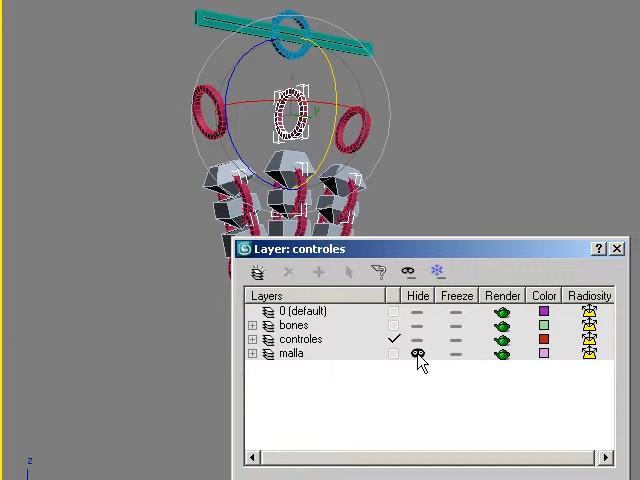 x
y
Layer: controles
Layers Hide Freeze Render Color Radiosity
0 (default)
bones
controles
malla
z